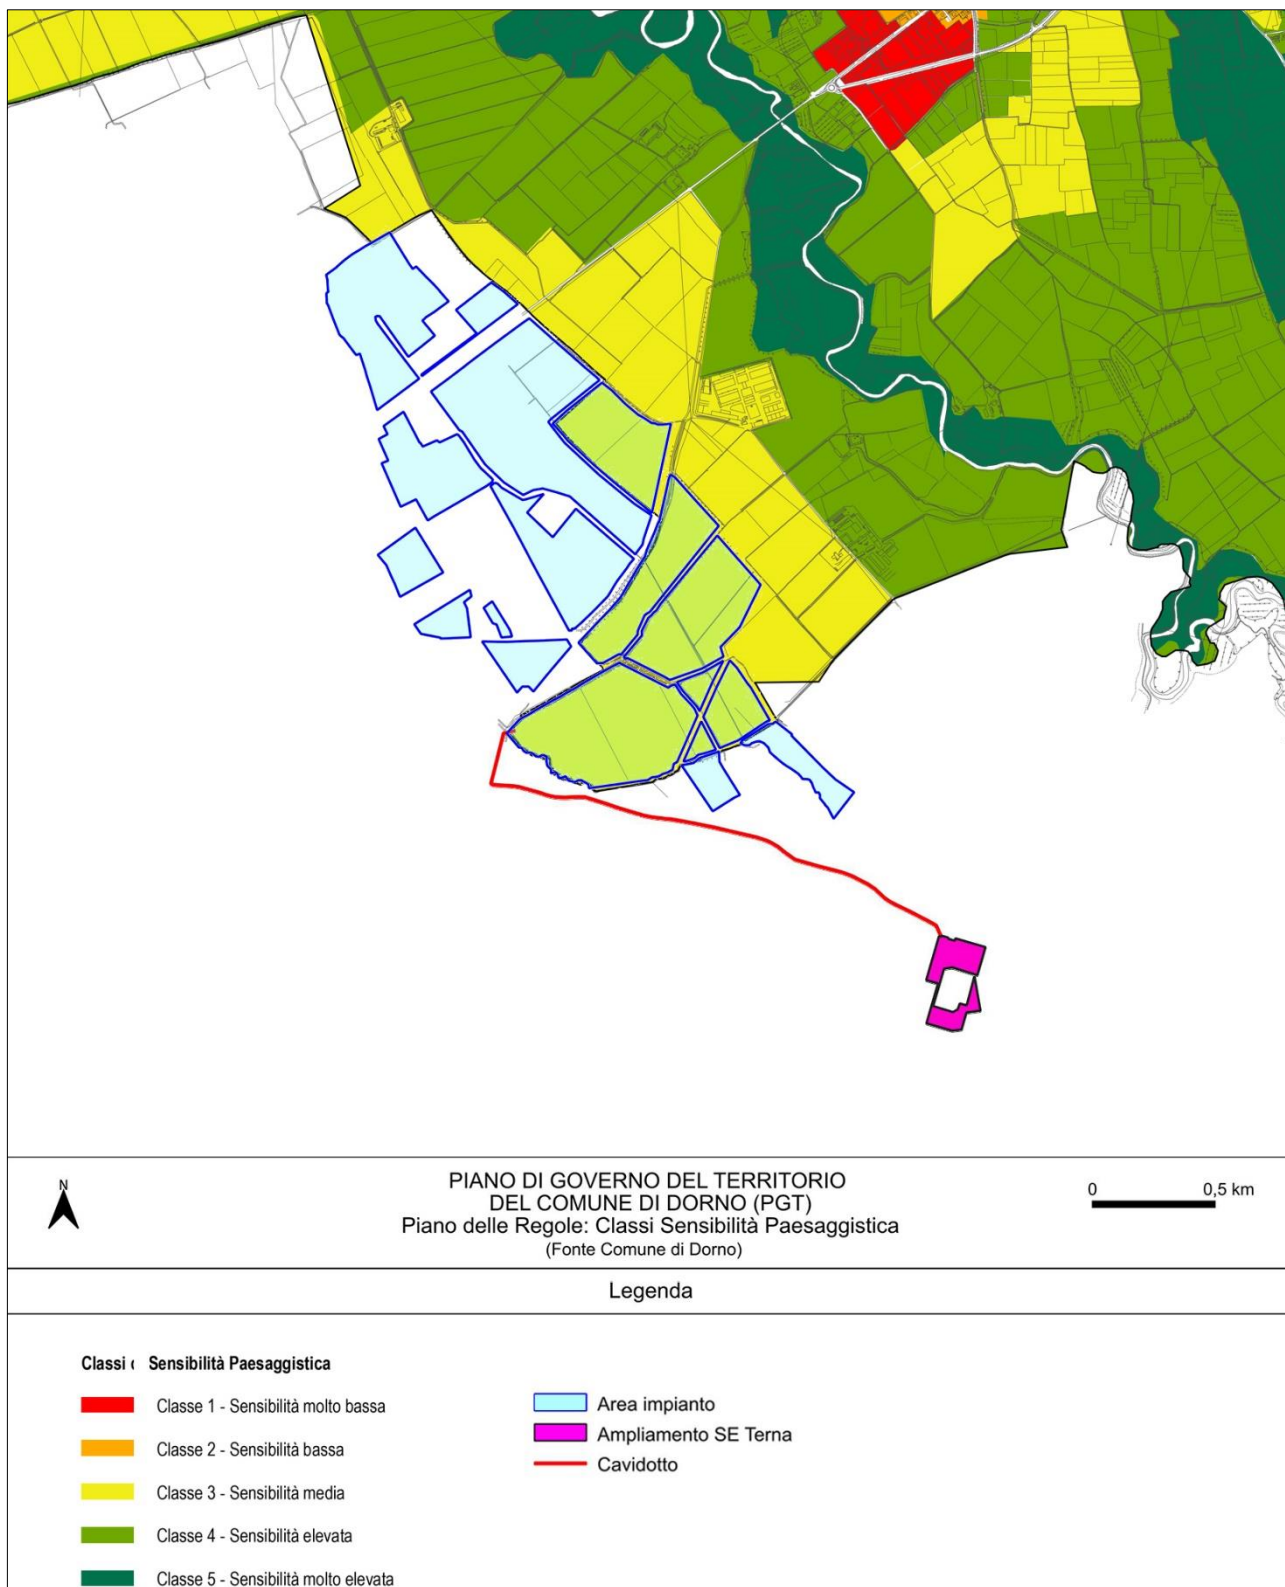 N
PIANO DI GOVERNO DEL TERRITORIO
DEL COMUNE DI DORNO (PGT)
Piano delle Regole: Classi Sensibilità Paesaggistica
(Fonte Comune di Dorno)
0 0,5 km
Legenda
Classi Sensibilità Paesaggistica
Classe 1 - Sensibilità molto bassa
Classe 2 - Sensibilità bassa
Classe 3 - Sensibilità media
Classe 4 - Sensibilità elevata
Classe 5 - Sensibilità molto elevata
Area impianto
Ampliamento SE Terna
Cavidotto